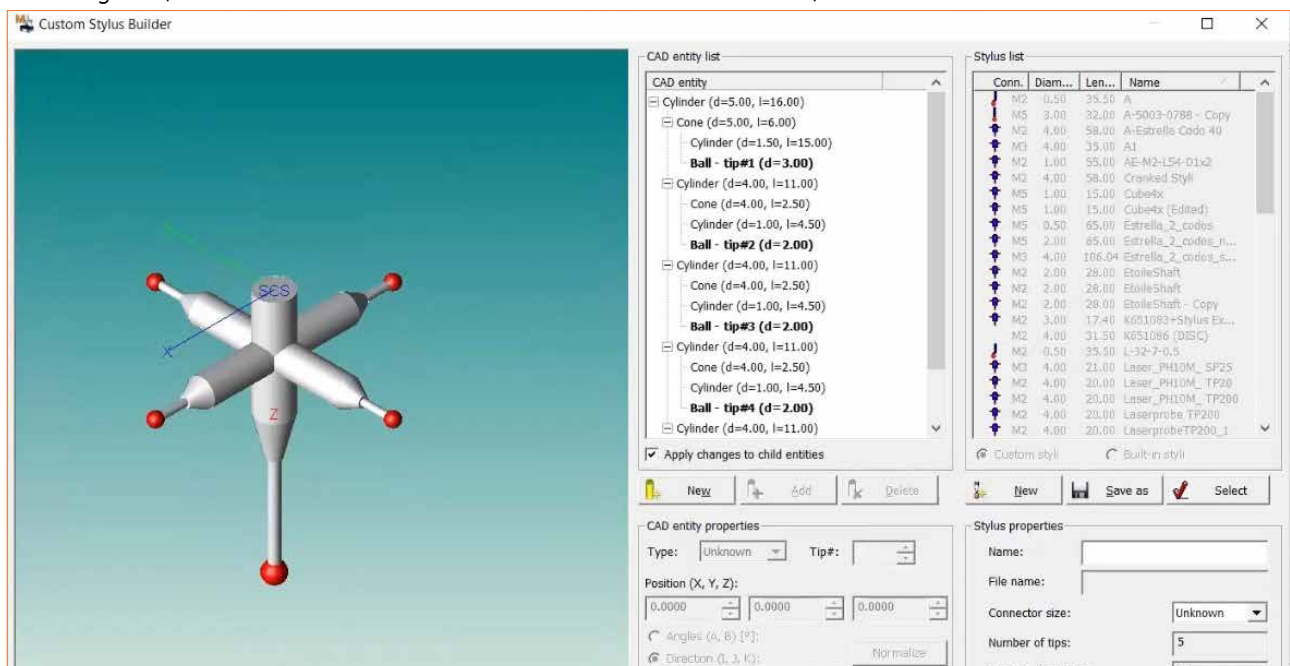 Custom Stylus Builder
SCS
X
Z
CAD entity list
CAD entity
Cylinder (d=5.00, l=16.00)
Cone (d=5.00, l=6.00)
Cylinder (d=1.50, l=15.00)
Ball - tip#1 (d=3.00)
Cylinder (d=4.00, l=11.00)
Cone (d=4.00, l=2.50)
Cylinder (d=1.00, l=4.50)
Ball - tip#2 (d=2.00)
Cylinder (d=4.00, l=11.00)
Cone (d=4.00, l=2.50)
Cylinder (d=1.00, l=4.50)
Ball - tip#3 (d=2.00)
Cylinder (d=4.00, l=11.00)
Cone (d=4.00, l=2.50)
Cylinder (d=1.00, l=4.50)
Ball - tip#4 (d=2.00)
Cylinder (d=4.00, l=11.00)
Apply changes to child entities
New Add Delete
CAD entity properties
Type: Unknown Tip#:
Position (X, Y, Z):
0.0000 0.0000 0.0000
Angles (A, B) [°]:
Direction (I, J, K):
Normalize
Stylus list
Conn. Diam... Len... Name
M2 0.50 35.50 A
M5 3.00 32.00 A-5003-0788 - Copy
M2 4.00 58.00 A-Estrella Codo 40
M3 4.00 35.00 A1
M2 1.00 55.00 AE-M2-L54-D1x2
M2 4.00 58.00 Cranked Styli
M5 1.00 15.00 Cube4x
M5 1.00 15.00 Cube4x (Edited)
M5 0.50 65.00 Estrella_2_codos
M5 2.00 65.00 Estrella_2_codos_n...
M3 4.00 106.04 Estrella_2_codos_s...
M2 2.00 28.00 EtoileShaft
M2 2.00 28.00 EtoileShaft
M2 2.00 28.00 EtoileShaft - Copy
M2 3.00 17.40 K651083+Stylus Ex...
M2 4.00 31.50 K651086 (DISC)
M2 0.50 35.50 L-32-7-0.5
M3 4.00 21.00 Laser_PH10M_ SP25
M2 4.00 20.00 Laser_PH10M_ TP20
M2 4.00 20.00 Laser_PH10M_ TP200
M2 4.00 20.00 Laserprobe TP200
M2 4.00 20.00 LaserprobeTP200_1
Custom styli Built-in styli
New Save as Select
Stylus properties
Name:
File name:
Connector size: Unknown
Number of tips: 5